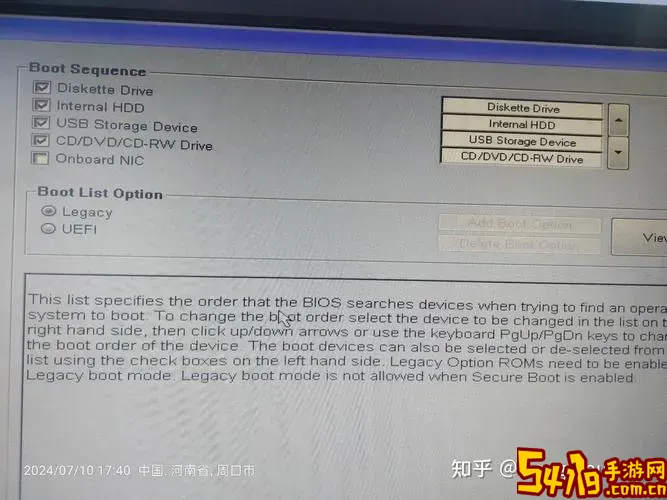 Boot Sequence
Diskette Drive
Internal HDD
USB Storage Device
CD/DVD/CD-RW Drive
Onboard NIC
Diskette Drive
Internal HDD
USB Storage Device
CD/DVD/CD-RW Drive
Boot List Option
Legacy
UEFI
Add Boot Option
Delete Boot Option
View
This list specifies the order that the BIOS searches devices when trying to find an opera
system to boot. To change the boot order select the device to be changed in the list on t
right hand side, then click up/down arrows or use the keyboard PgUp/PgDn keys to chan
the boot order of the device. The boot devices can also be selected or de-selected from
list using the check boxes on the left hand side. Legacy Option ROMs need to be enable
Legacy boot mode. Legacy boot mode is not allowed when Secure Boot is enabled.
2024/07/10 17:40 中国, 河南省, 周口市
知乎 @
541g手游网
.com.cn